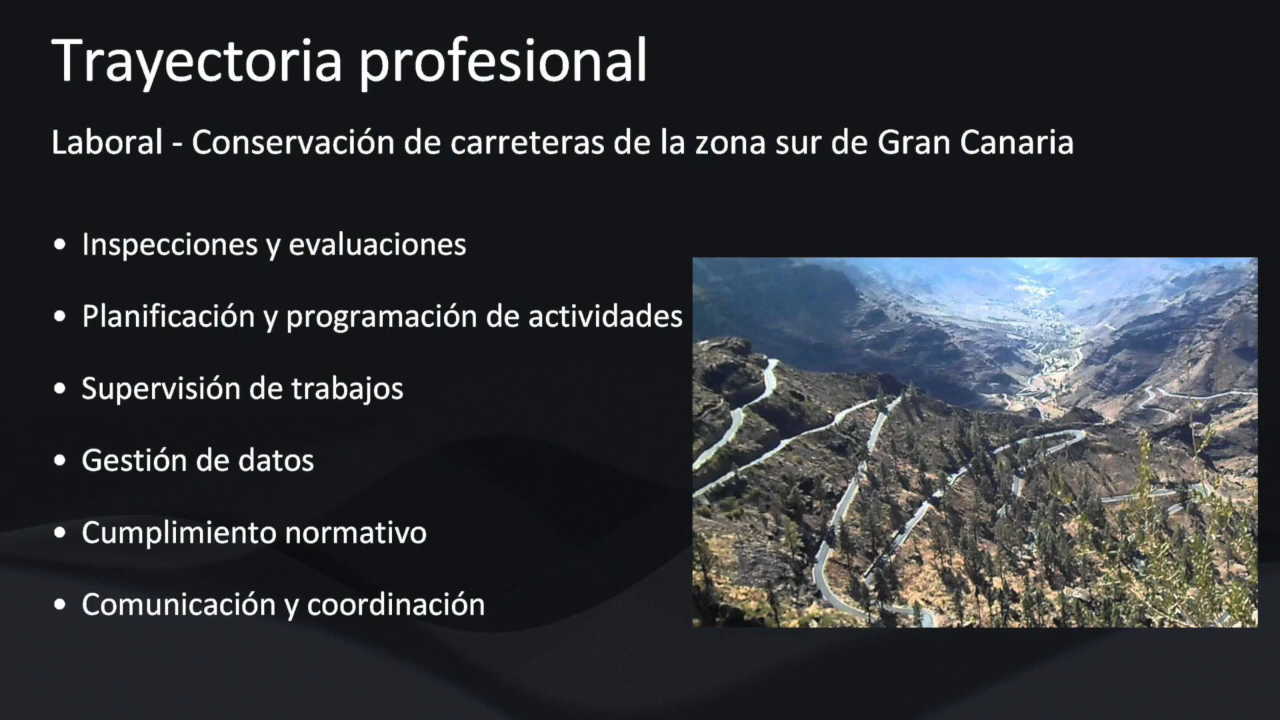 Trayectoria profesional
Laboral - Conservación de carreteras de la zona sur de Gran Canaria
• Inspecciones y evaluaciones
• Planificación y programación de actividades
• Supervisión de trabajos
• Gestión de datos
• Cumplimiento normativo
• Comunicación y coordinación